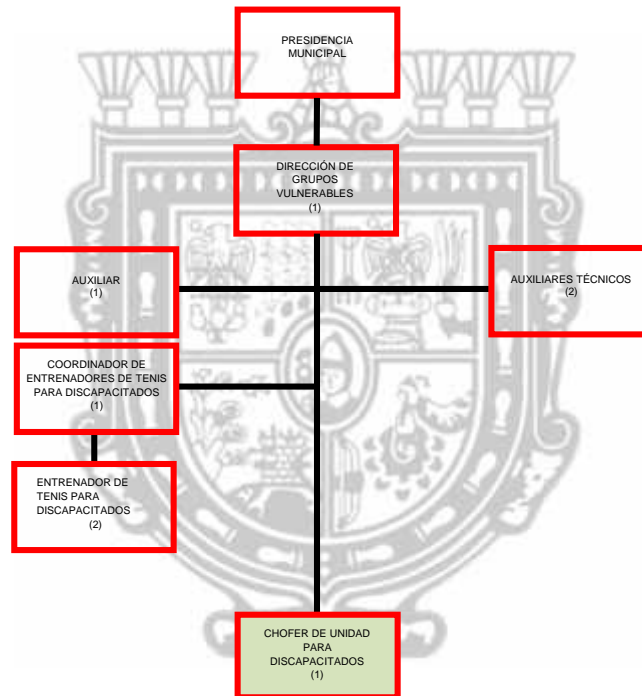 PRESIDENCIA
MUNICIPAL
DIRECCIÓN DE
GRUPOS
VULNERABLES
(1)
AUXILIAR
(1)
AUXILIARES TÉCNICOS
(2)
COORDINADOR DE
ENTRENADORES DE TENIS
PARA DISCAPACITADOS
(1)
ENTRENADOR DE
TENIS PARA
DISCAPACITADOS
(2)
CHOFER DE UNIDAD
PARA
DISCAPACITADOS
(1)